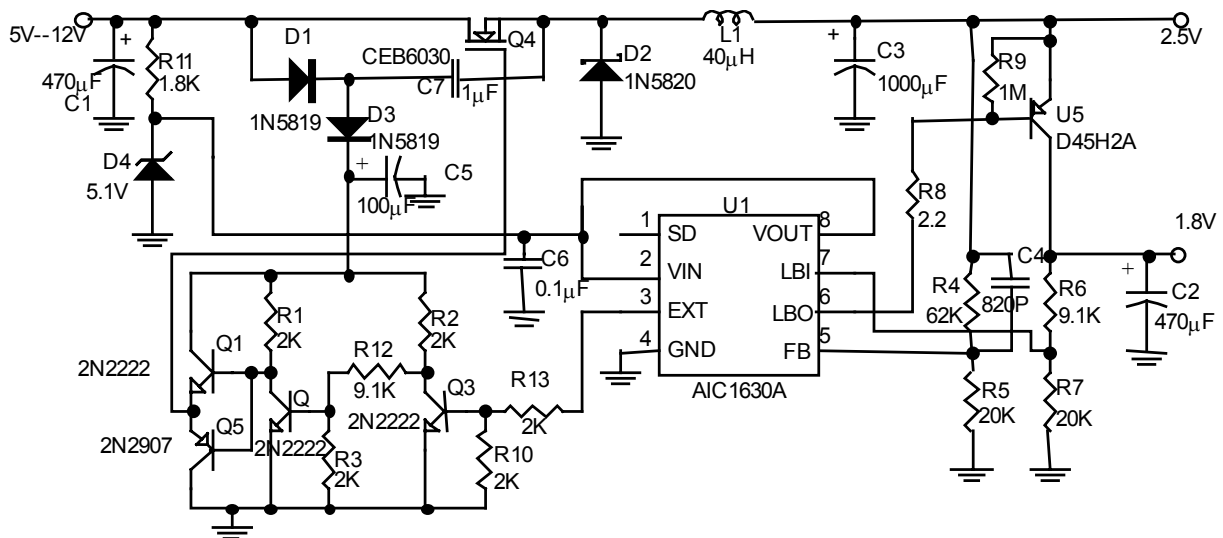 5V--12V
+
470μF
C1
R11
1.8K
D1
1N5819
CEB6030
C7
1μF
Q4
D2
1N5820
L1
40μH
+
C3
1000μF
R9
1M
2.5V
U5
D45H2A
D3
1N5819
D4
5.1V
+
C5
100μF
R8
2.2
U1
1 SD VOUT 8
2 VIN LBI 7
3 EXT LBO 6
4 GND FB 5
AIC1630A
C6
0.1μF
1.8V
C4
820P
R4
62K
R6
9.1K
+
C2
470μF
R1
2K
R2
2K
Q1
2N2222
R12
9.1K
Q
2N2222
Q3
2N2222
R13
2K
Q5
2N2907
R3
2K
R10
2K
R5
20K
R7
20K